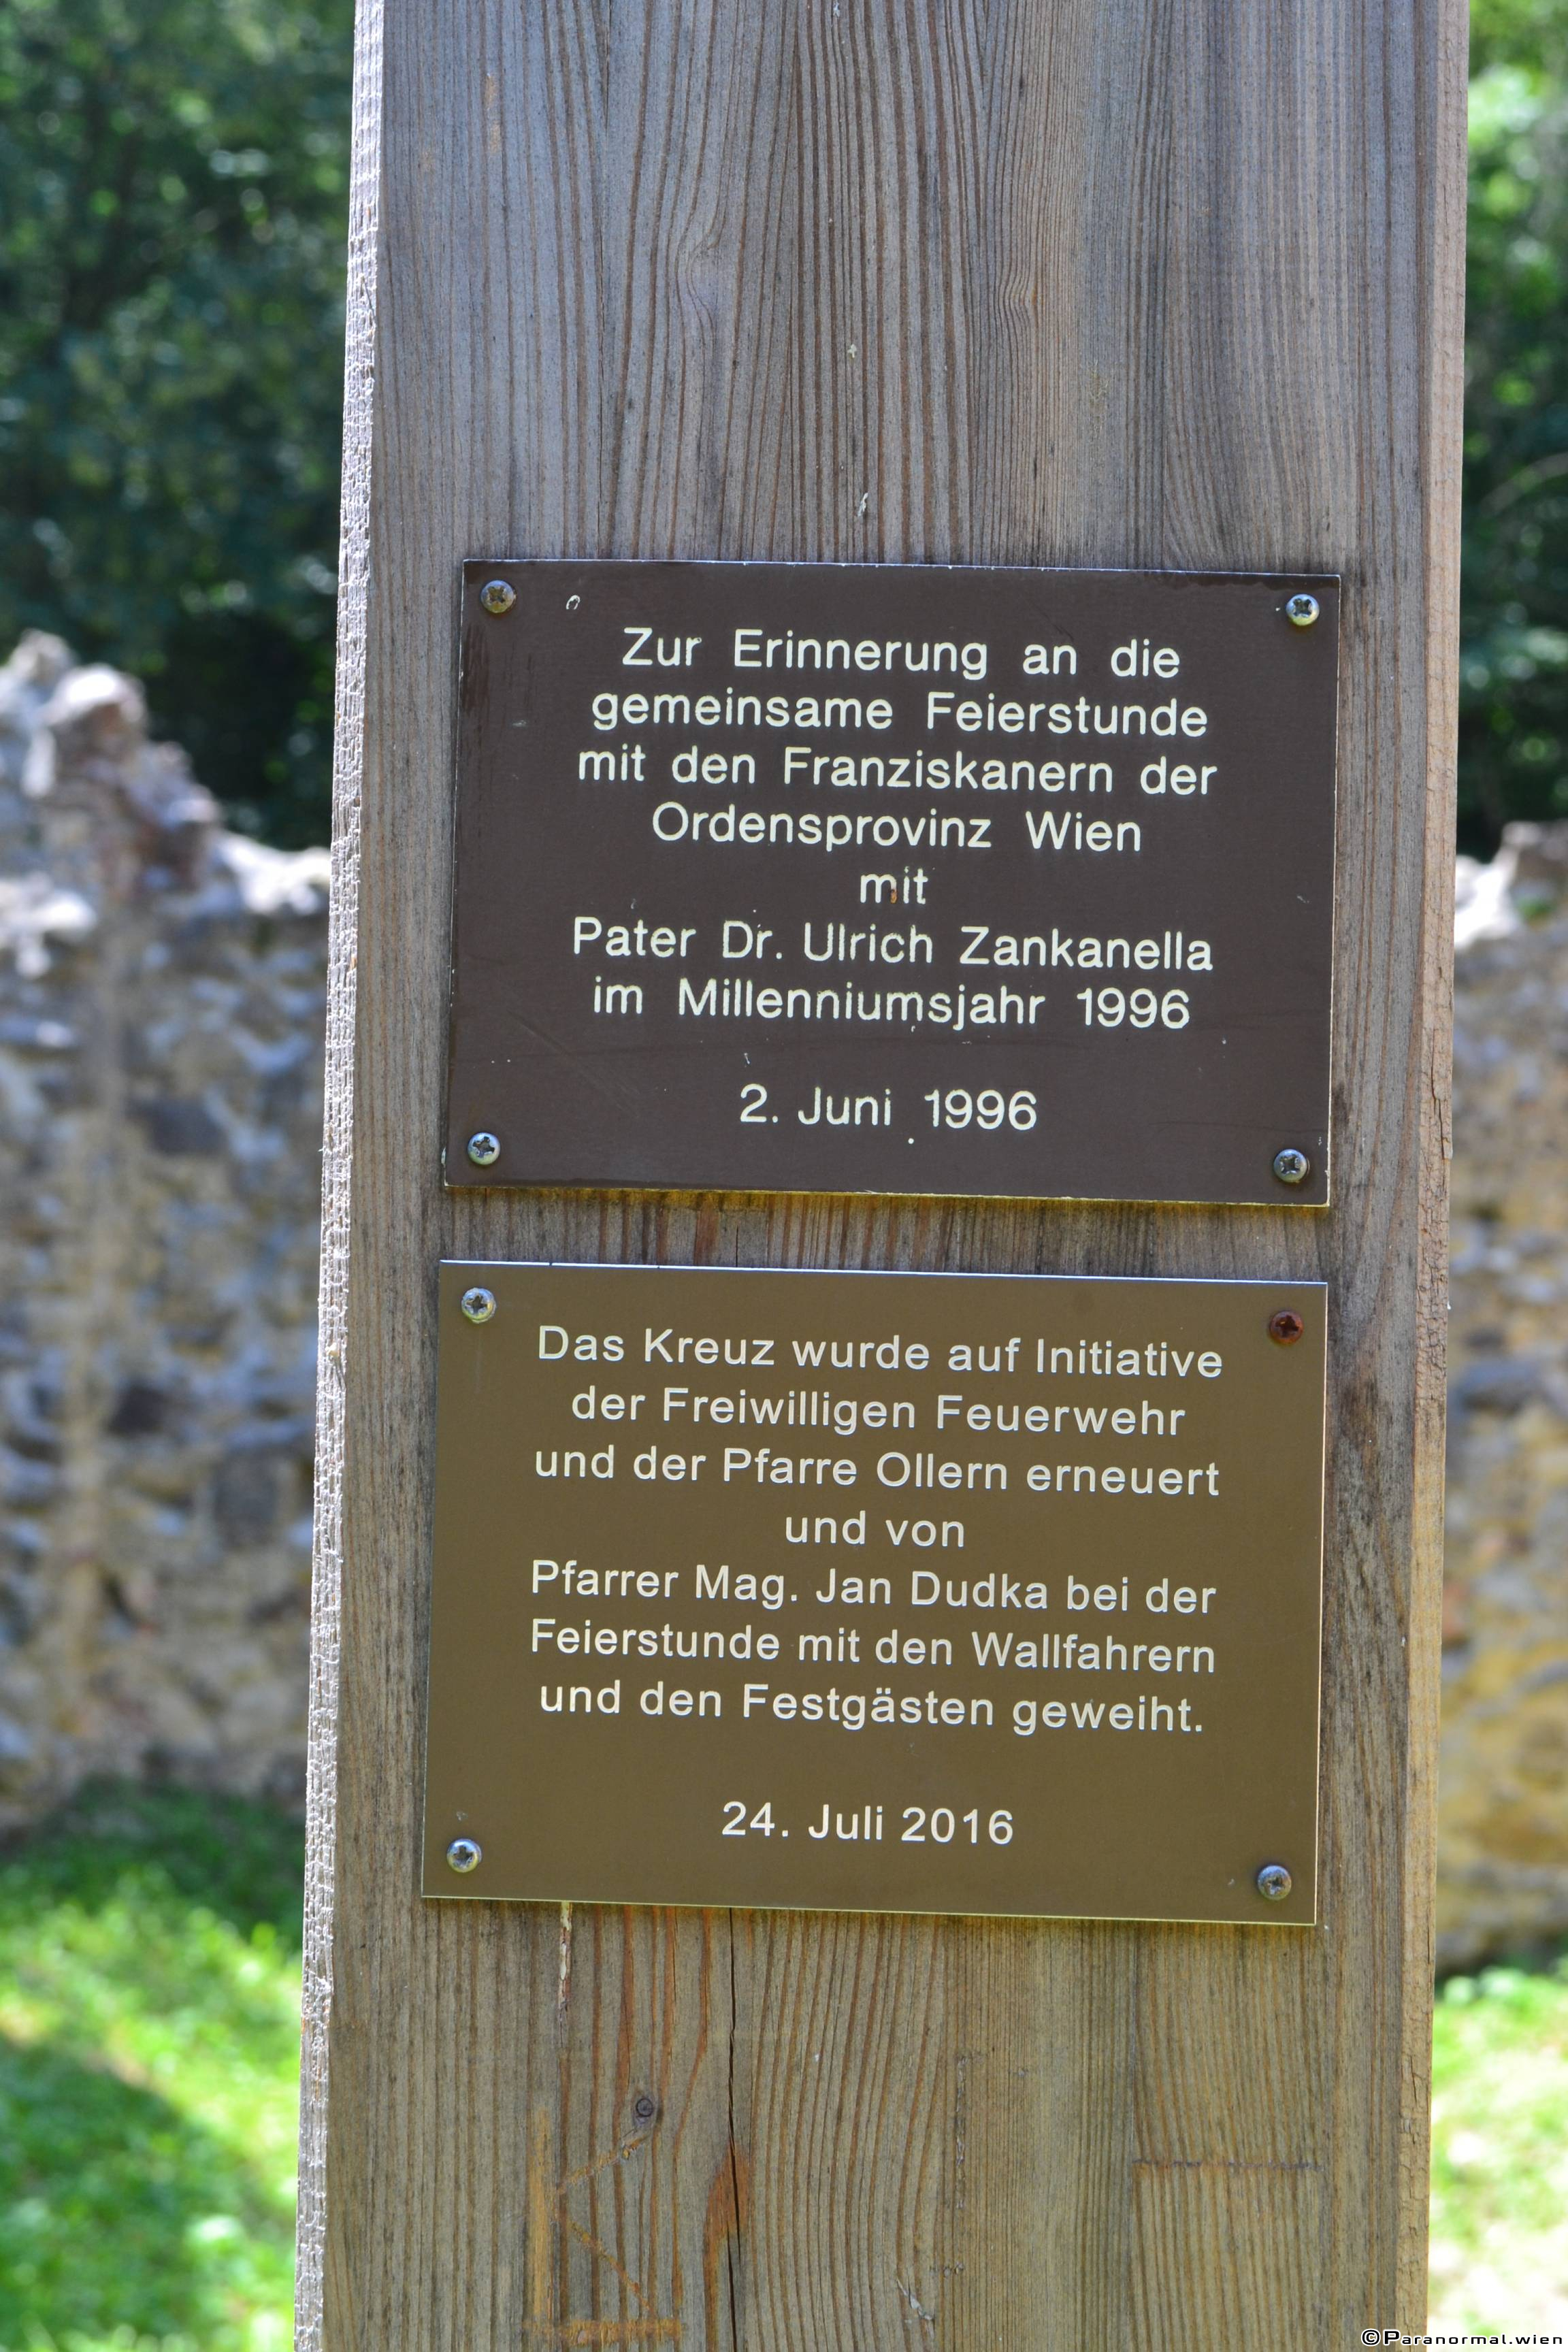 Zur Erinnerung an die
gemeinsame Feierstunde
mit den Franziskanern der
Ordensprovinz Wien
mit
Pater Dr. Ulrich Zankanella
im Millenniumsjahr 1996
2. Juni 1996
Das Kreuz wurde auf Initiative
der Freiwilligen Feuerwehr
und der Pfarre Ollern erneuert
und von
Pfarrer Mag. Jan Dudka bei der
Feierstunde mit den Wallfahrern
und den Festgästen geweiht.
24. Juli 2016
©Paranormal.wien